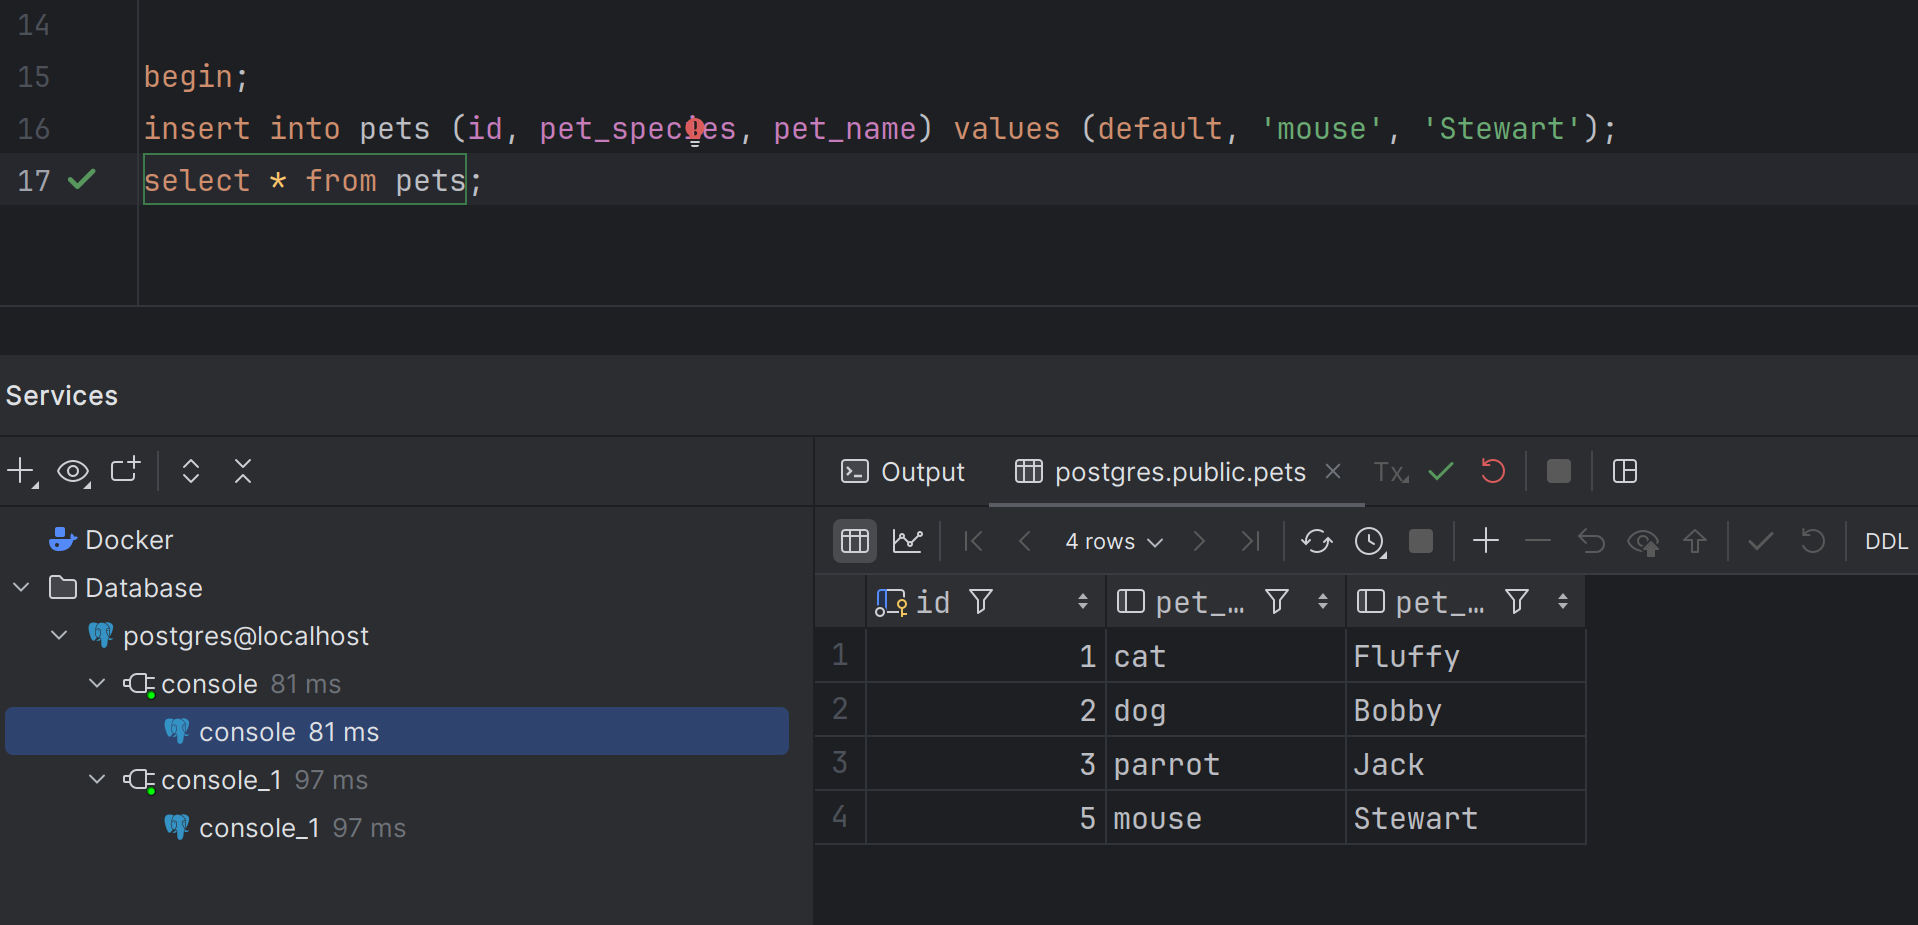 14
15 begin;
16 insert into pets (id, pet_species, pet_name) values (default, 'mouse', 'Stewart');
17 select * from pets;
Services
Output postgres.public.pets Tx
Docker
Database
postgres@localhost
console 81 ms
console 81 ms
console_1 97 ms
console_1 97 ms
4 rows DDL
id pet_... pet_...
1 1 cat Fluffy
2 2 dog Bobby
3 3 parrot Jack
4 5 mouse Stewart